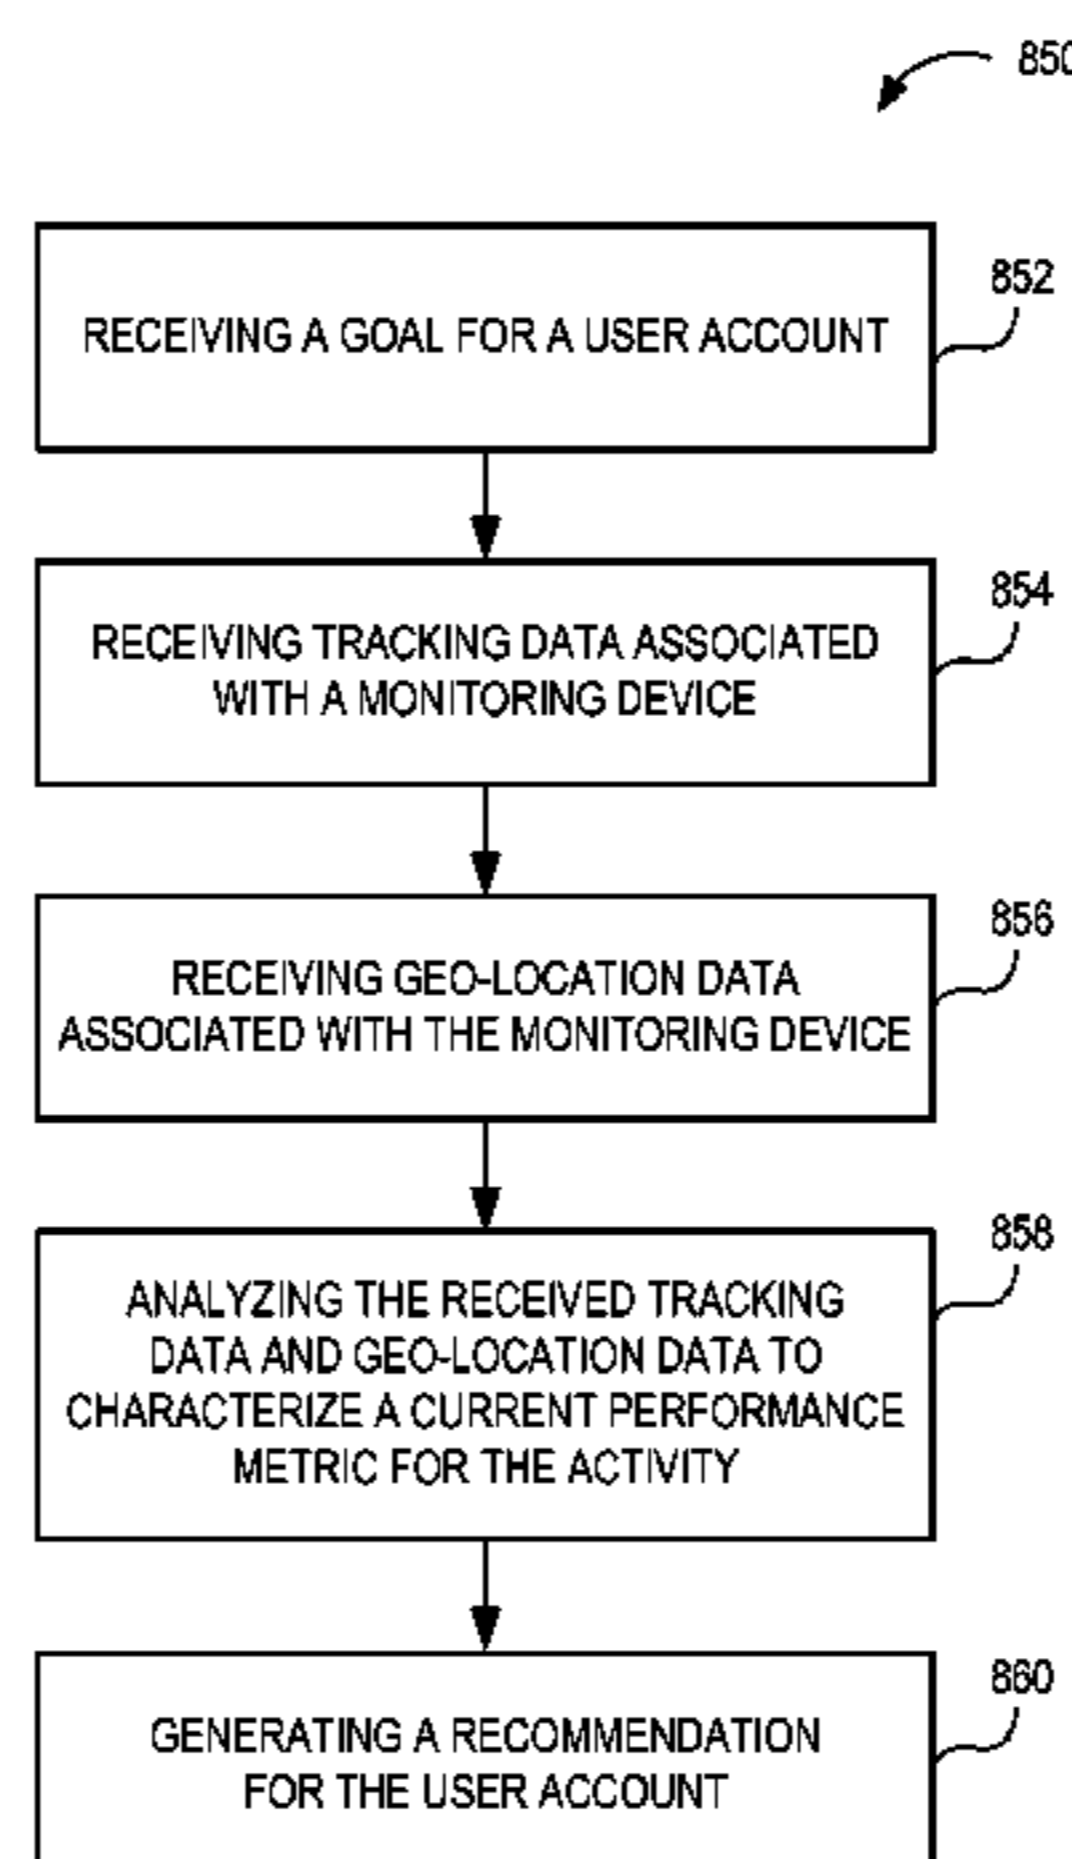 850
852
RECEIVING A GOAL FOR A USER ACCOUNT
854
RECEIVING TRACKING DATA ASSOCIATED
WITH A MONITORING DEVICE
856
RECEIVING GEO-LOCATION DATA
ASSOCIATED WITH THE MONITORING DEVICE
858
ANALYZING THE RECEIVED TRACKING
DATA AND GEO-LOCATION DATA TO
CHARACTERIZE A CURRENT PERFORMANCE
METRIC FOR THE ACTIVITY
860
GENERATING A RECOMMENDATION
FOR THE USER ACCOUNT